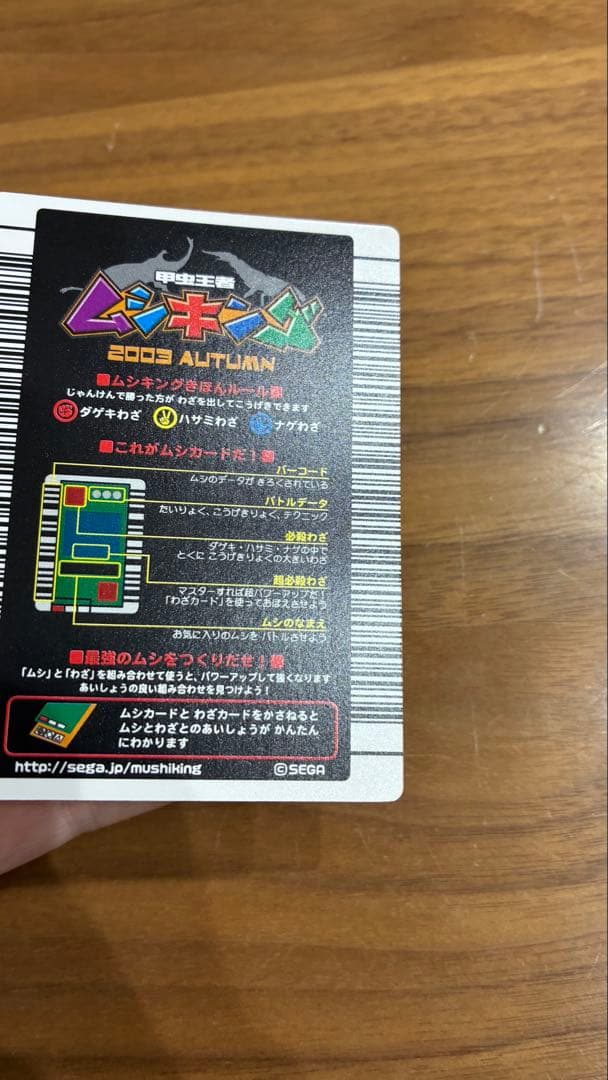 甲虫王者
ムシキング
2003 AUTUMN
■ムシキングきほんルール
じゃんけんで勝った方が わざを出してこうげきできます
ダゲキわざ ハサミわざ ナゲわざ
■これがムシカードだ！
バーコード
ムシのデータが きろくされている
バトルデータ
たいりょく、こうげきりょく、テクニック
必殺わざ
ダゲキ・ハサミ・ナゲの中で
とくに こうげきりょくの大きいわざ
超必殺わざ
マスターすれば超パワーアップだ！
「わざカード」を使っておぼえさせよう
ムシのなまえ
お気に入りのムシを バトルさせよう
■最強のムシをつくりだせ！
「ムシ」と「わざ」を組み合わせて使うと、パワーアップして強くなります
あいしょうの良い組み合わせを見つけよう！
ムシカードと わざカードをかさねると
ムシとわざとのあいしょうが かんたん
にわかります
http://sega.jp/mushiking ©SEGA